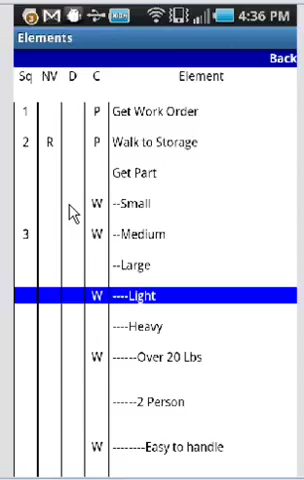 4:36 PM
Elements
Back
Sq NV D C Element
1 P Get Work Order
2 R P Walk to Storage
Get Part
W --Small
3 W --Medium
--Large
W ----Light
----Heavy
W ------Over 20 Lbs
------2 Person
W --------Easy to handle